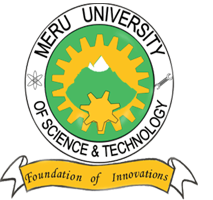 MERU UNIVERSITY
OF SCIENCE & TECHNOLOGY
Foundation of Innovations